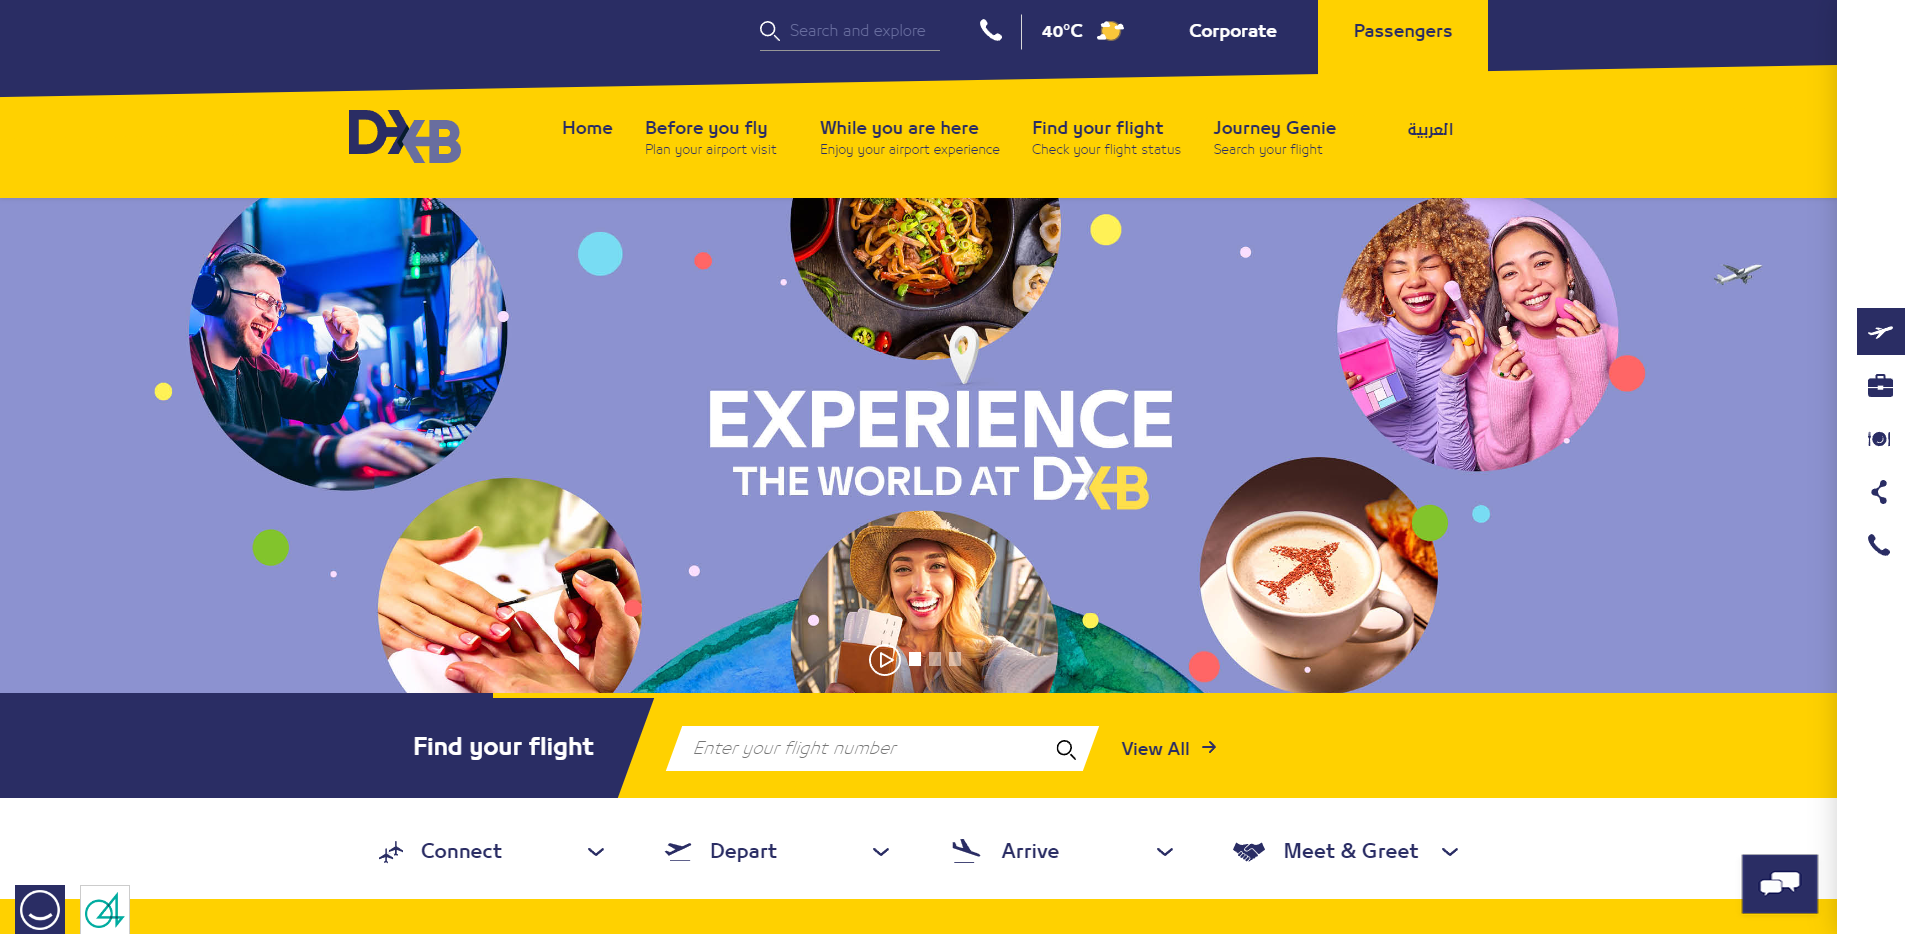 Search and explore
40°C
Corporate
Passengers
DXB
Home
Before you fly
Plan your airport visit
While you are here
Enjoy your airport experience
Find your flight
Check your flight status
Journey Genie
Search your flight
العربية
EXPERIENCE
THE WORLD AT DXB
Find your flight
Enter your flight number
View All
Connect
Depart
Arrive
Meet & Greet
04